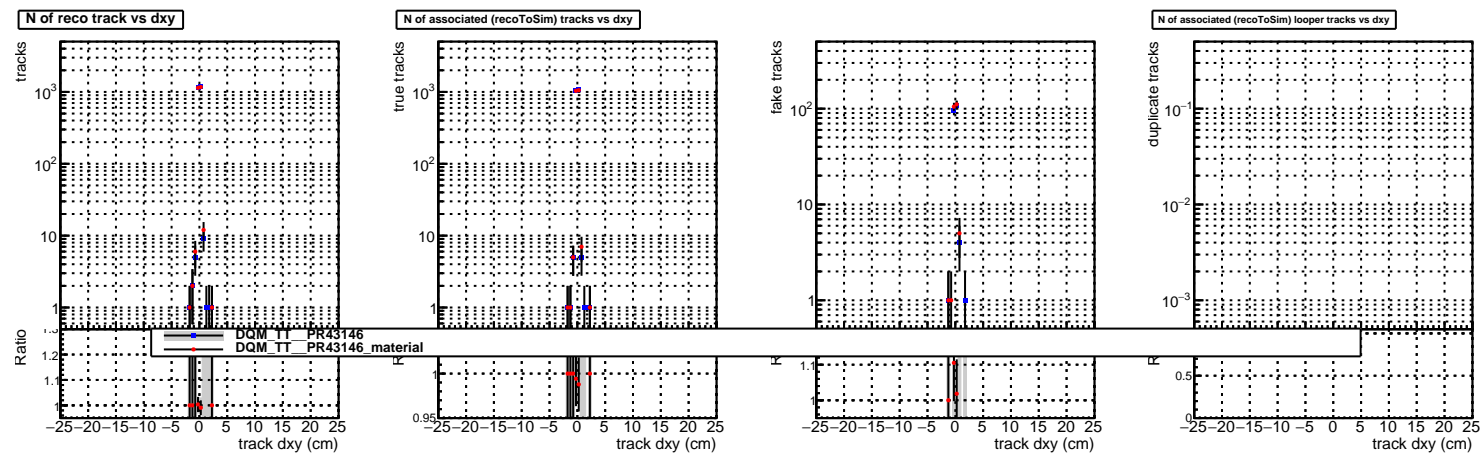 N of reco track vs dxy
N of associated (recoToSim) tracks vs dxy
N of associated (recoToSim) looper tracks vs dxy
tracks
10³
10²
10
1
true tracks
10³
10²
10
1
fake tracks
10²
10
1
duplicate tracks
10⁻¹
10⁻²
10⁻³
DQM_TT__PR43146
DQM_TT__PR43146_material
Ratio
1.2
1.1
1
0.95
1.1
1
0.5
0
−25 −20 −15 −10 −5 0 5 10 15 20 25
track dxy (cm)
−25 −20 −15 −10 −5 0 5 10 15 20 25
track dxy (cm)
−25 −20 −15 −10 −5 0 5 10 15 20 25
track dxy (cm)
−25 −20 −15 −10 −5 0 5 10 15 20 25
track dxy (cm)